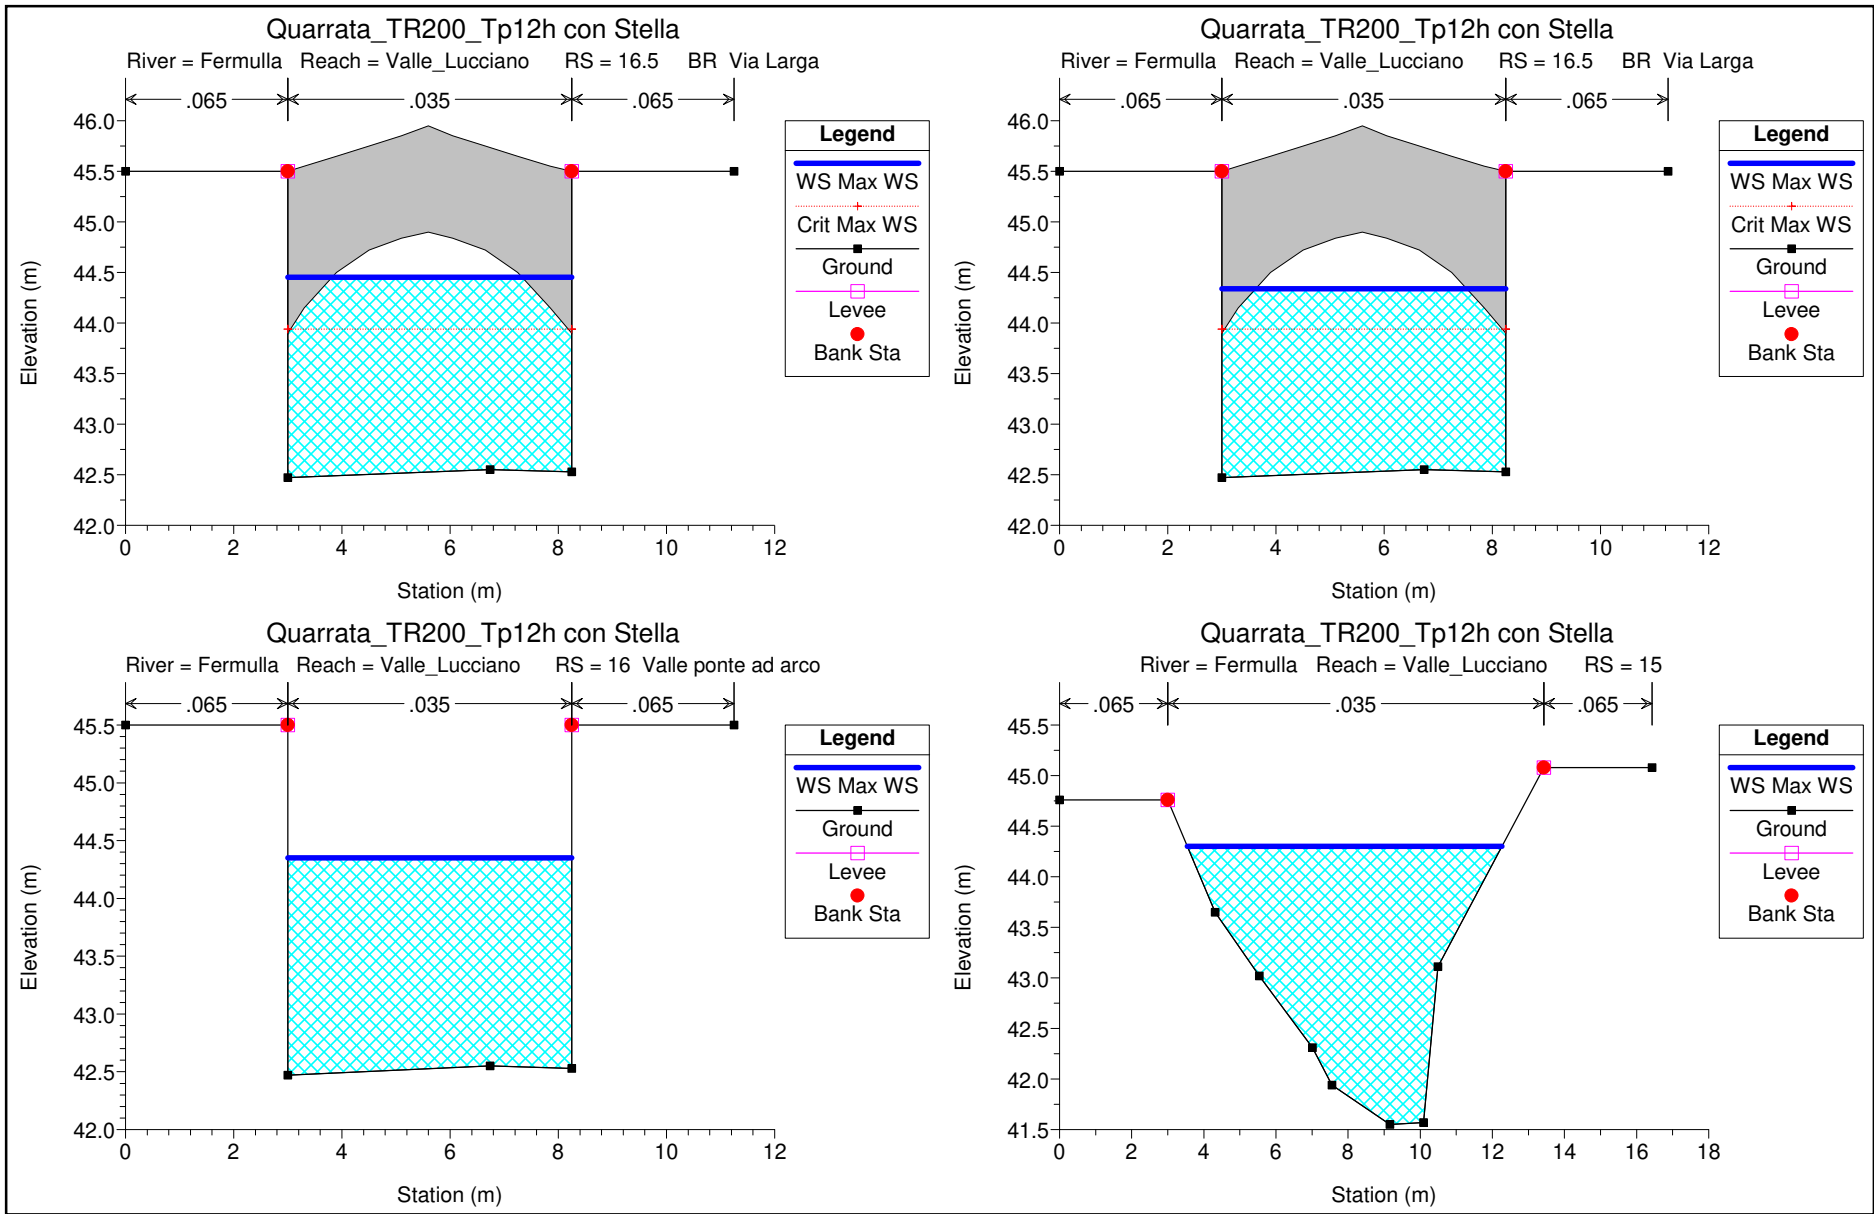 Quarrata_TR200_Tp12h con Stella
River = Fermulla Reach = Valle_Lucciano RS = 16.5 BR Via Larga
.065 .035 .065
46.0
45.5
45.0
44.5
44.0
43.5
43.0
42.5
42.0
0 2 4 6 8 10 12
Station (m)
Elevation (m)
Legend
WS Max WS
Crit Max WS
Ground
Levee
Bank Sta
Quarrata_TR200_Tp12h con Stella
River = Fermulla Reach = Valle_Lucciano RS = 16.5 BR Via Larga
.065 .035 .065
46.0
45.5
45.0
44.5
44.0
43.5
43.0
42.5
42.0
0 2 4 6 8 10 12
Station (m)
Elevation (m)
Legend
WS Max WS
Crit Max WS
Ground
Levee
Bank Sta
Quarrata_TR200_Tp12h con Stella
River = Fermulla Reach = Valle_Lucciano RS = 16 Valle ponte ad arco
.065 .035 .065
45.5
45.0
44.5
44.0
43.5
43.0
42.5
42.0
0 2 4 6 8 10 12
Station (m)
Elevation (m)
Legend
WS Max WS
Ground
Levee
Bank Sta
Quarrata_TR200_Tp12h con Stella
River = Fermulla Reach = Valle_Lucciano RS = 15
.065 .035 .065
45.5
45.0
44.5
44.0
43.5
43.0
42.5
42.0
41.5
0 2 4 6 8 10 12 14 16 18
Station (m)
Elevation (m)
Legend
WS Max WS
Ground
Levee
Bank Sta